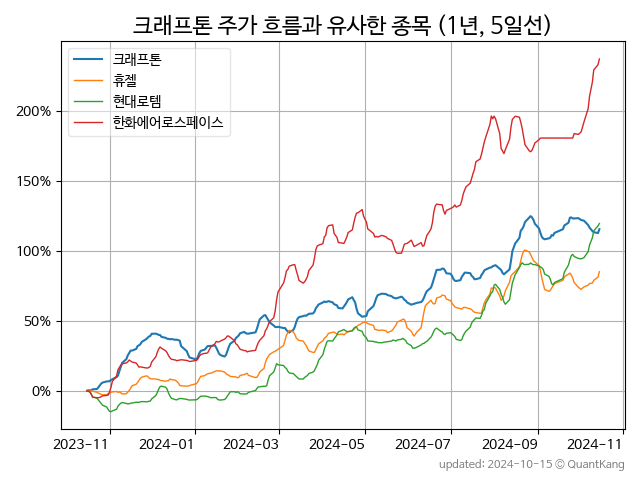 크래프톤 주가 흐름과 유사한 종목 (1년, 5일선)
크래프톤
휴젤
현대로템
한화에어로스페이스
200%
150%
100%
50%
0%
2023-11 2024-01 2024-03 2024-05 2024-07 2024-09 2024-11
updated: 2024-10-15 © QuantKang